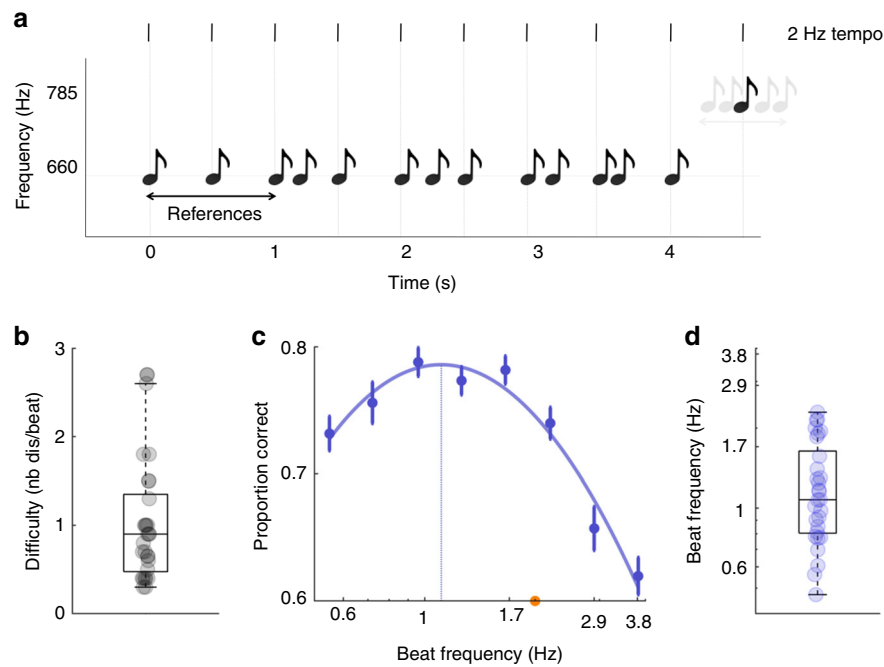 a
2 Hz tempo
Frequency (Hz)
785
660
References
0 1 2 3 4
Time (s)
b
Difficulty (nb dis/beat)
3
2
1
0
c
Proportion correct
0.8
0.7
0.6
0.6 1 1.7 2.9 3.8
Beat frequency (Hz)
d
Beat frequency (Hz)
3.8
2.9
1.7
1
0.6